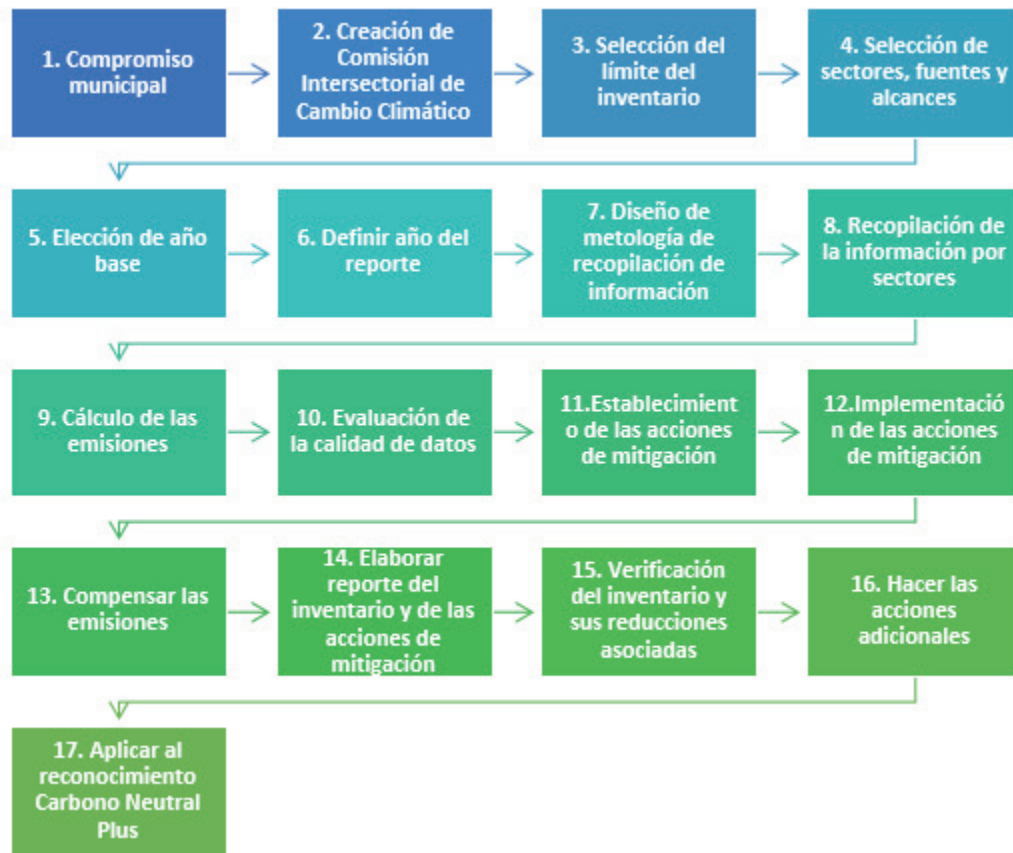 1. Compromiso
municipal
2. Creación de
Comisión
Intersectorial de
Cambio Climático
3. Selección del
límite del
inventario
4. Selección de
sectores, fuentes y
alcances
5. Elección de año
base
6. Definir año del
reporte
7. Diseño de
metología de
recopilación de
información
8. Recopilación de
la información por
sectores
9. Cálculo de las
emisiones
10. Evaluación de
la calidad de datos
11.Establecimient
o de las acciones
de mitigación
12.Implementació
n de las acciones
de mitigación
13. Compensar las
emisiones
14. Elaborar
reporte del
inventario y de las
acciones de
mitigación
15. Verificación
del inventario y
sus reducciones
asociadas
16. Hacer las
acciones
adicionales
17. Aplicar al
reconocimiento
Carbono Neutral
Plus